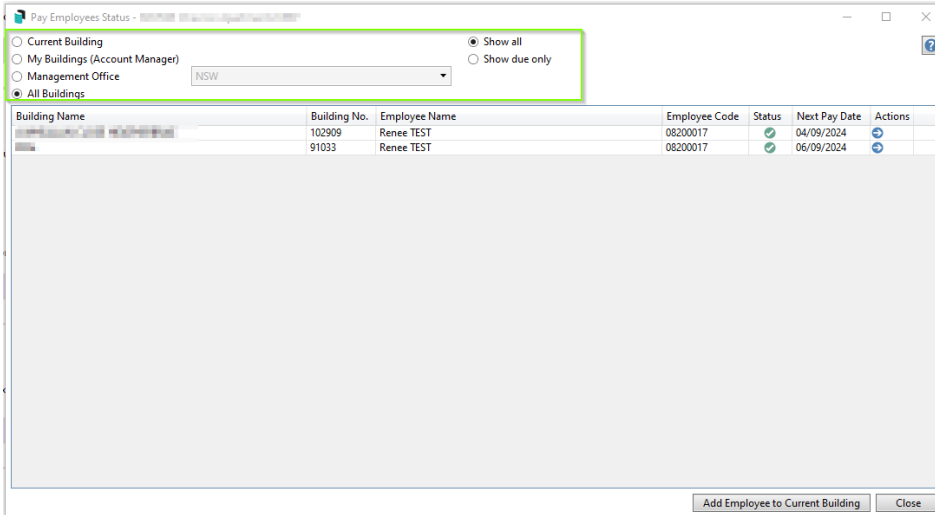 Pay Employees Status -
Current Building
Show all
My Buildings (Account Manager)
Show due only
Management Office NSW
All Buildings
Building Name Building No. Employee Name Employee Code Status Next Pay Date Actions
102909 Renee TEST 08200017 04/09/2024
91033 Renee TEST 08200017 06/09/2024
Add Employee to Current Building Close